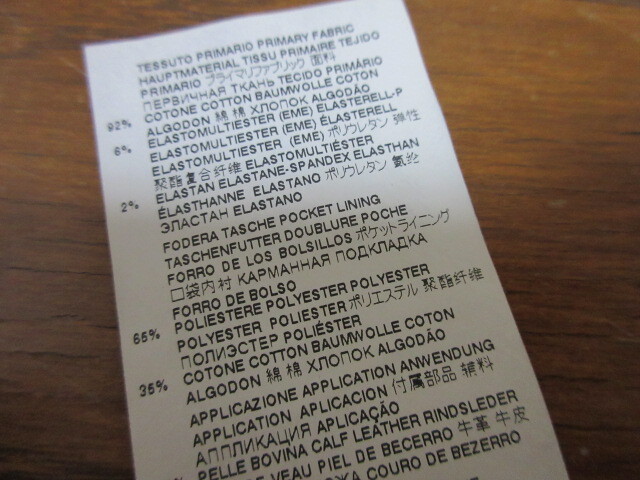 TESSUTO PRIMARIO PRIMARY FABRIC
HAUPTMATERIAL TISSU PRIMAIRE TEJIDO
PRIMARIO プライマリファブリック 面料
ПЕРВИЧНАЯ ТКАНЬ TECIDO PRIMÁRIO
92% COTONE COTTON BAUMWOLLE COTON
ALGODON 綿 棉 ХЛОПОК ALGODÃO
6% ELASTOMULTIESTER (EME) ELASTERELL-P
ELASTOMULTIESTER (EME) ÉLASTERELL
ELASTOMULTIESTER (EME) ポリウレタン 弹性
聚酯复合纤维 ELASTOMULTIÉSTER
2% ELASTAN ELASTANE-SPANDEX ELASTHAN
ÉLASTHANNE ELASTANO ポリウレタン 氨纶
ЭЛАСТАН ELASTANO
FODERA TASCHE POCKET LINING
TASCHENFUTTER DOUBLURE POCHE
FORRO DE LOS BOLSILLOS ポケットライニング
口袋内衬 КАРМАННАЯ ПОДКЛАДКА
FORRO DE BOLSO
65% POLIESTERE POLYESTER POLYESTER
POLYESTER POLIESTER ポリエステル 聚酯纤维
ПОЛИЭСТЕР POLIÉSTER
35% COTONE COTTON BAUMWOLLE COTON
ALGODON 綿 棉 ХЛОПОК ALGODÃO
APPLICAZIONE APPLICATION ANWENDUNG
APPLICATION APLICACION 付属部品 辅料
АППЛИКАЦИЯ APLICAÇÃO
PELLE BOVINA CALF LEATHER RINDSLEDER
DE VEAU PIEL DE BECERRO 牛革 牛皮
COURO DE BEZERRO